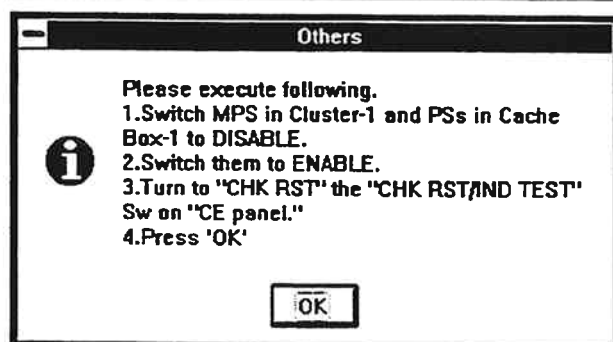 Others
Please execute following.
1.Switch MPS in Cluster-1 and PSs in Cache
Box-1 to DISABLE.
2.Switch them to ENABLE.
3.Turn to "CHK RST" the "CHK RST/IND TEST"
Sw on "CE panel."
4.Press 'OK'
OK